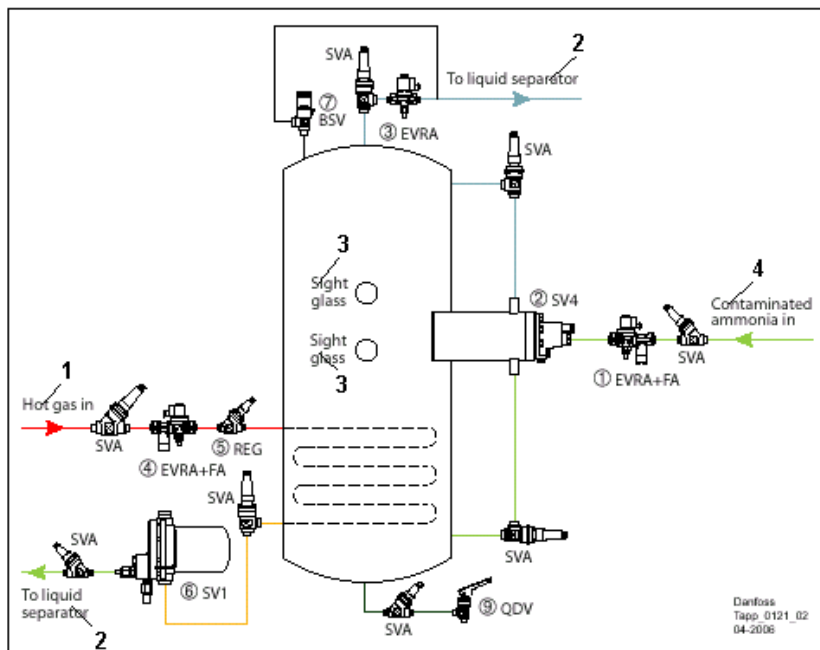 2
SVA
To liquid separator
⑦
BSV
③ EVRA
SVA
3
Sight
glass
Sight
glass
3
② SV4
4
Contaminated
ammonia in
SVA
① EVRA+FA
1
Hot gas in
SVA
④ EVRA+FA
⑤ REG
SVA
SVA
⑥ SV1
To liquid
separator
2
SVA
SVA
⑨ QDV
Danfoss
Tapp_0121_02
04-2006